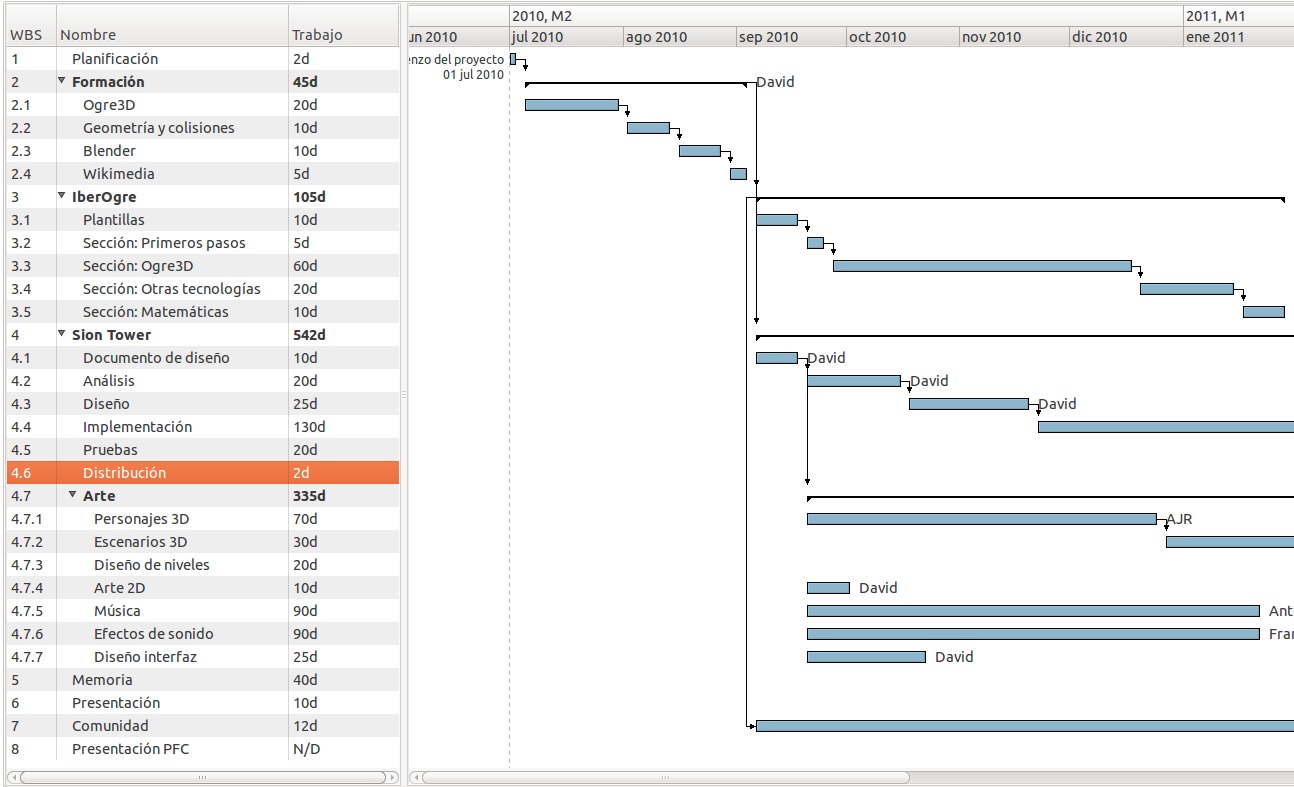 2010, M2 2011, M1
WBS Nombre Trabajo un 2010 jul 2010 ago 2010 sep 2010 oct 2010 nov 2010 dic 2010 ene 2011
1 Planificación 2d enzo del proyecto
01 jul 2010
2 Formación 45d David
2.1 Ogre3D 20d
2.2 Geometría y colisiones 10d
2.3 Blender 10d
2.4 Wikimedia 5d
3 IberOgre 105d
3.1 Plantillas 10d
3.2 Sección: Primeros pasos 5d
3.3 Sección: Ogre3D 60d
3.4 Sección: Otras tecnologías 20d
3.5 Sección: Matemáticas 10d
4 Sion Tower 542d
4.1 Documento de diseño 10d David
4.2 Análisis 20d David
4.3 Diseño 25d David
4.4 Implementación 130d
4.5 Pruebas 20d
4.6 Distribución 2d
4.7 Arte 335d
4.7.1 Personajes 3D 70d AJR
4.7.2 Escenarios 3D 30d
4.7.3 Diseño de niveles 20d
4.7.4 Arte 2D 10d David
4.7.5 Música 90d Ant
4.7.6 Efectos de sonido 90d Fran
4.7.7 Diseño interfaz 25d David
5 Memoria 40d
6 Presentación 10d
7 Comunidad 12d
8 Presentación PFC N/D